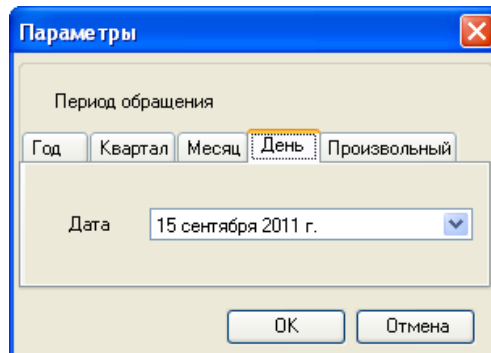 Параметры
Период обращения
Год Квартал Месяц День Произвольный
Дата 15 сентября 2011 г.
OK Отмена